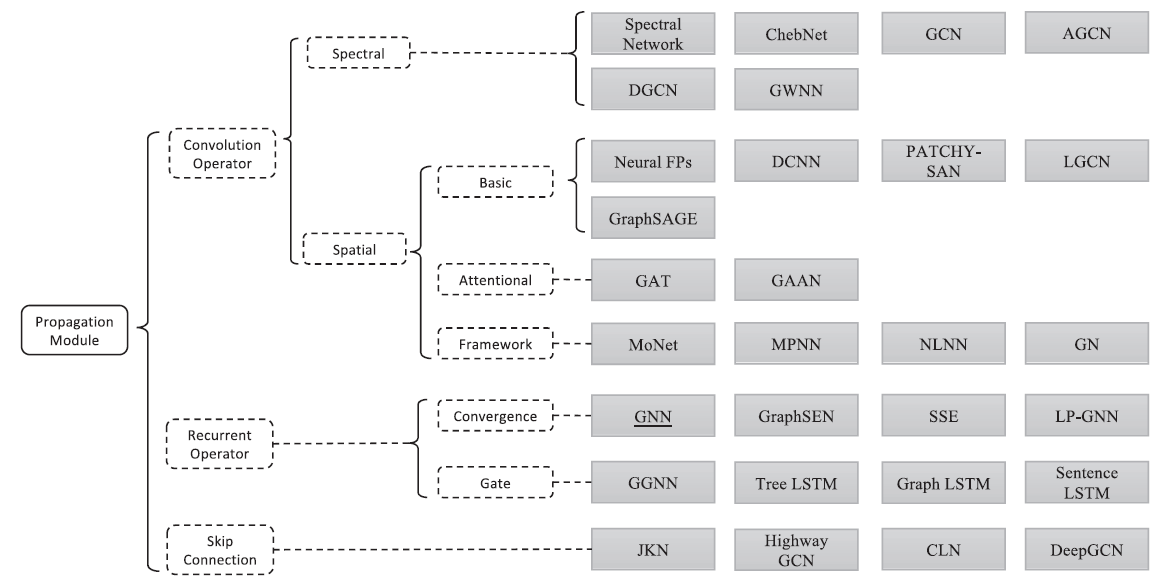 Propagation
Module
Convolution
Operator
Spectral
Spectral
Network
ChebNet
GCN
AGCN
DGCN
GWNN
Spatial
Basic
Neural FPs
DCNN
PATCHY-
SAN
LGCN
GraphSAGE
Attentional
GAT
GAAN
Framework
MoNet
MPNN
NLNN
GN
Recurrent
Operator
Convergence
GNN
GraphSEN
SSE
LP-GNN
Gate
GGNN
Tree LSTM
Graph LSTM
Sentence
LSTM
Skip
Connection
JKN
Highway
GCN
CLN
DeepGCN